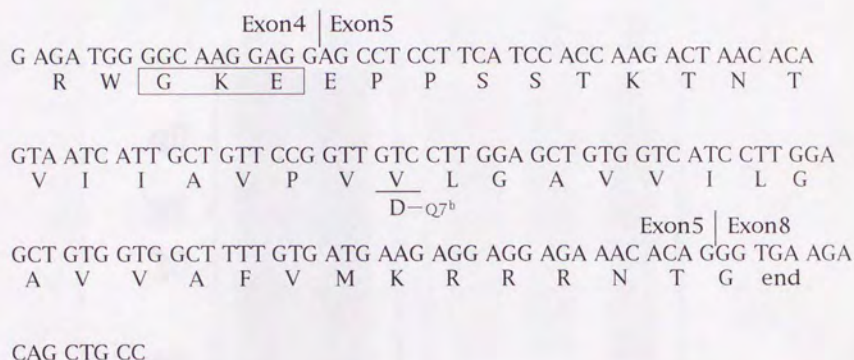 Exon4 | Exon5
G AGA TGG GGC AAG GAG GAG CCT CCT TCA TCC ACC AAG ACT AAC ACA
R W G K E E P P S S T K T N T
GTA ATC ATT GCT GTT CCG GTT GTC CTT GGA GCT GTG GTC ATC CTT GGA
V I I A V P V V L G A V V I L G
D—Q7ᵇ
Exon5 | Exon8
GCT GTG GTG GCT TTT GTG ATG AAG AGG AGG AGA AAC ACA GGG TGA AGA
A V V A F V M K R R R N T G end
CAG CTG CC